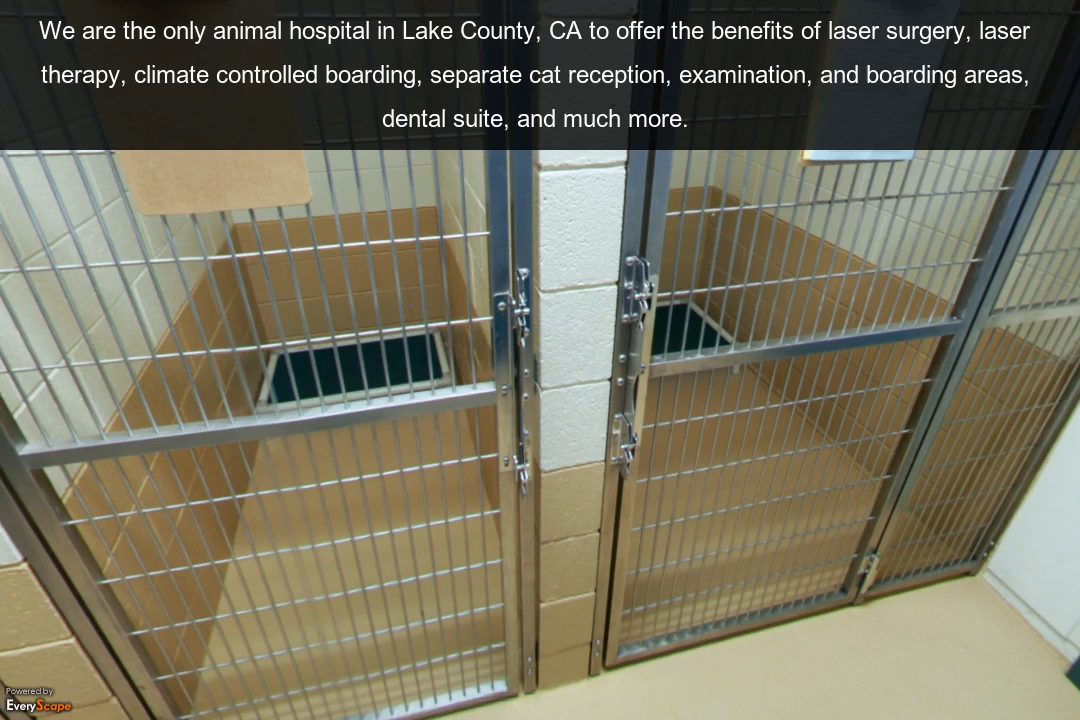 We are the only animal hospital in Lake County, CA to offer the benefits of laser surgery, laser
therapy, climate controlled boarding, separate cat reception, examination, and boarding areas,
dental suite, and much more.
Powered by
EveryScape